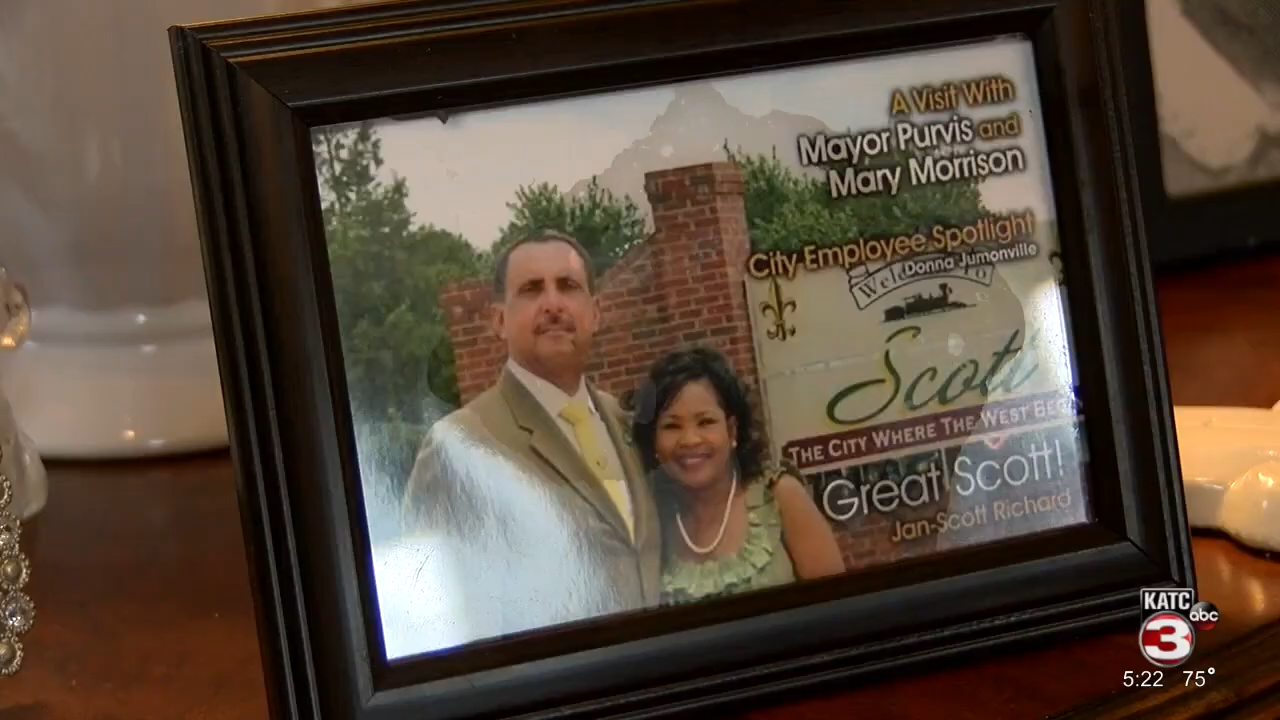 A Visit With
Mayor Purvis and
Mary Morrison
City Employee Spotlight
Donna Jumonville
Scott
THE CITY WHERE THE WEST BEG
Great Scott!
Jan-Scott Richard
KATC
abc
3
5:22 75°